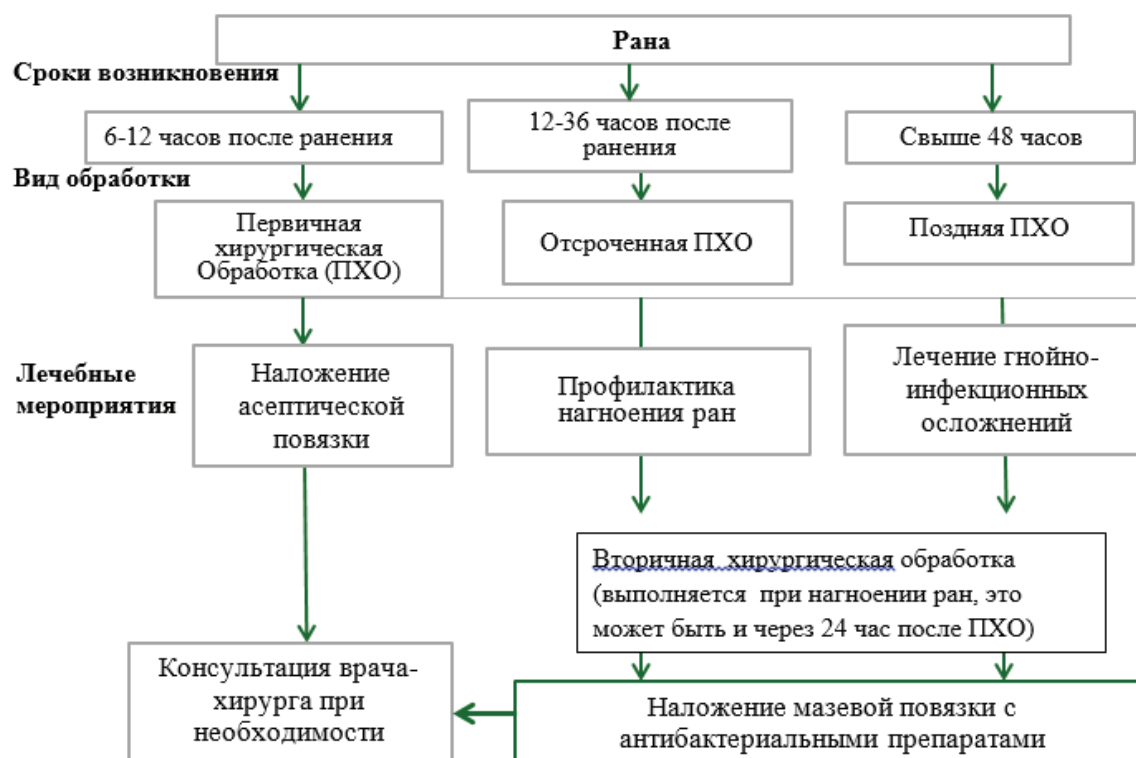 Рана
Сроки возникновения
6-12 часов после ранения
12-36 часов после
ранения
Свыше 48 часов
Вид обработки
Первичная
хирургическая
Обработка (ПХО)
Отсроченная ПХО
Поздняя ПХО
Лечебные
мероприятия
Наложение
асептической
повязки
Профилактика
нагноения ран
Лечение гнойно-
инфекционных
осложнений
Вторичная хирургическая обработка
(выполняется при нагноении ран, это
может быть и через 24 час после ПХО)
Консультация врача-
хирурга при
необходимости
Наложение мазевой повязки с
антибактериальными препаратами